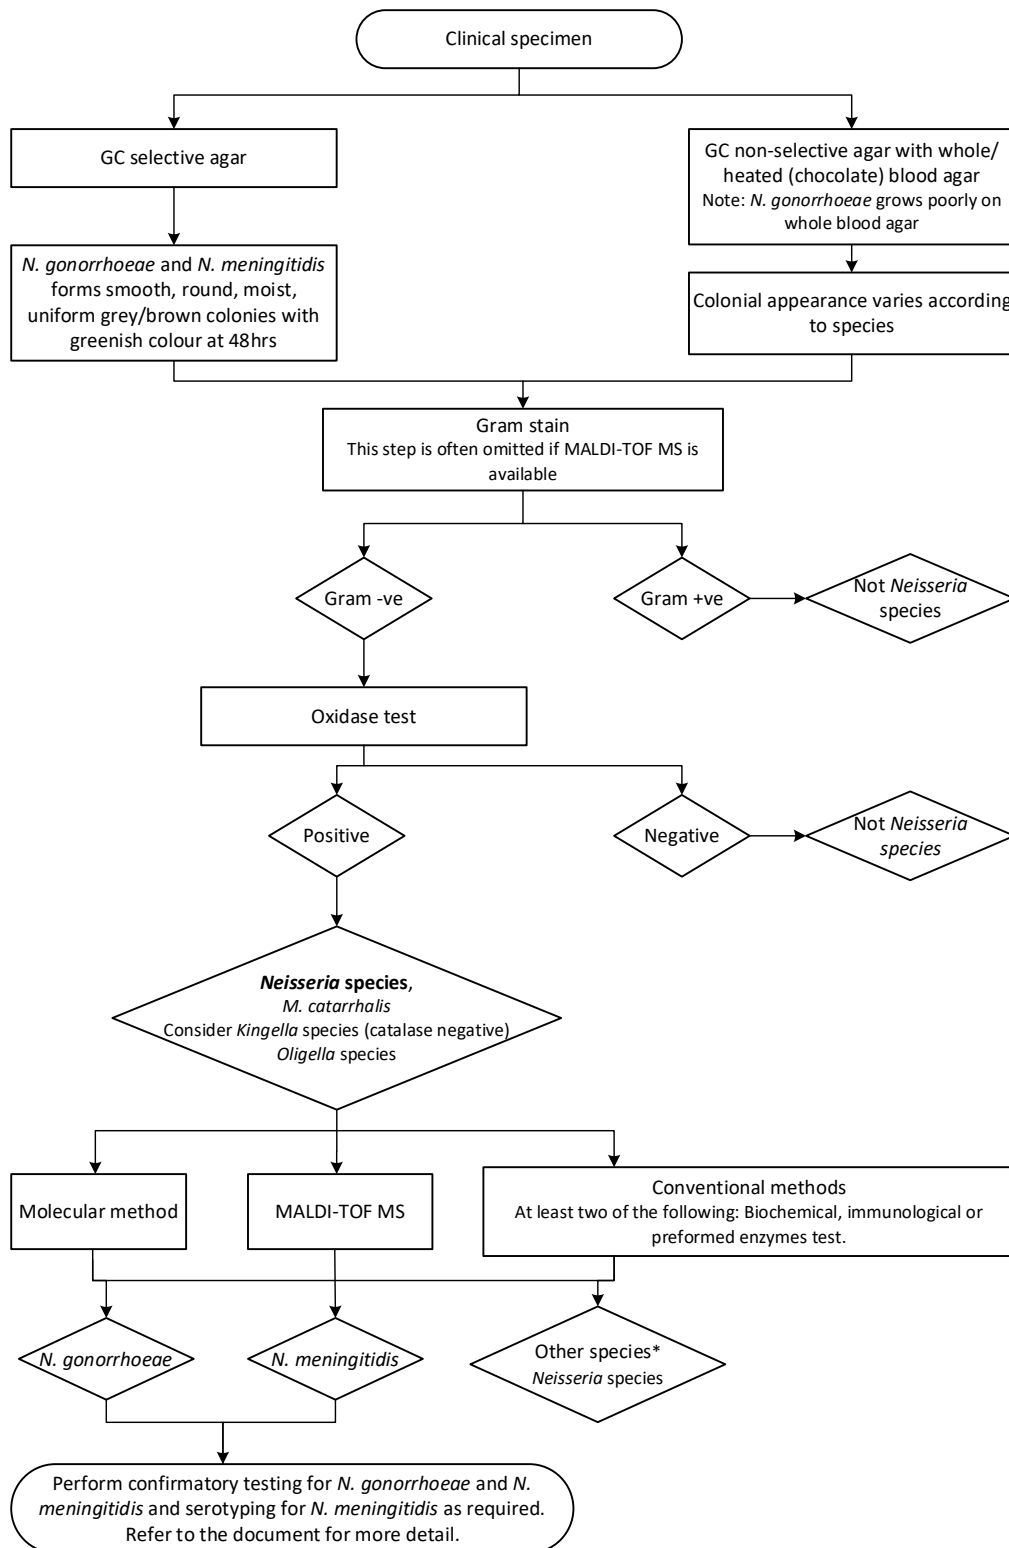 Clinical specimen
GC selective agar
GC non-selective agar with whole/
heated (chocolate) blood agar
Note: N. gonorrhoeae grows poorly on
whole blood agar
N. gonorrhoeae and N. meningitidis
forms smooth, round, moist,
uniform grey/brown colonies with
greenish colour at 48hrs
Colonial appearance varies according
to species
Gram stain
This step is often omitted if MALDI-TOF MS is
available
Gram -ve
Gram +ve
Not Neisseria
species
Oxidase test
Positive
Negative
Not Neisseria
species
Neisseria species,
M. catarrhalis
Consider Kingella species (catalase negative)
Oligella species
Molecular method
MALDI-TOF MS
Conventional methods
At least two of the following: Biochemical, immunological or
preformed enzymes test.
N. gonorrhoeae
N. meningitidis
Other species*
Neisseria species
Perform confirmatory testing for N. gonorrhoeae and N.
meningitidis and serotyping for N. meningitidis as required.
Refer to the document for more detail.